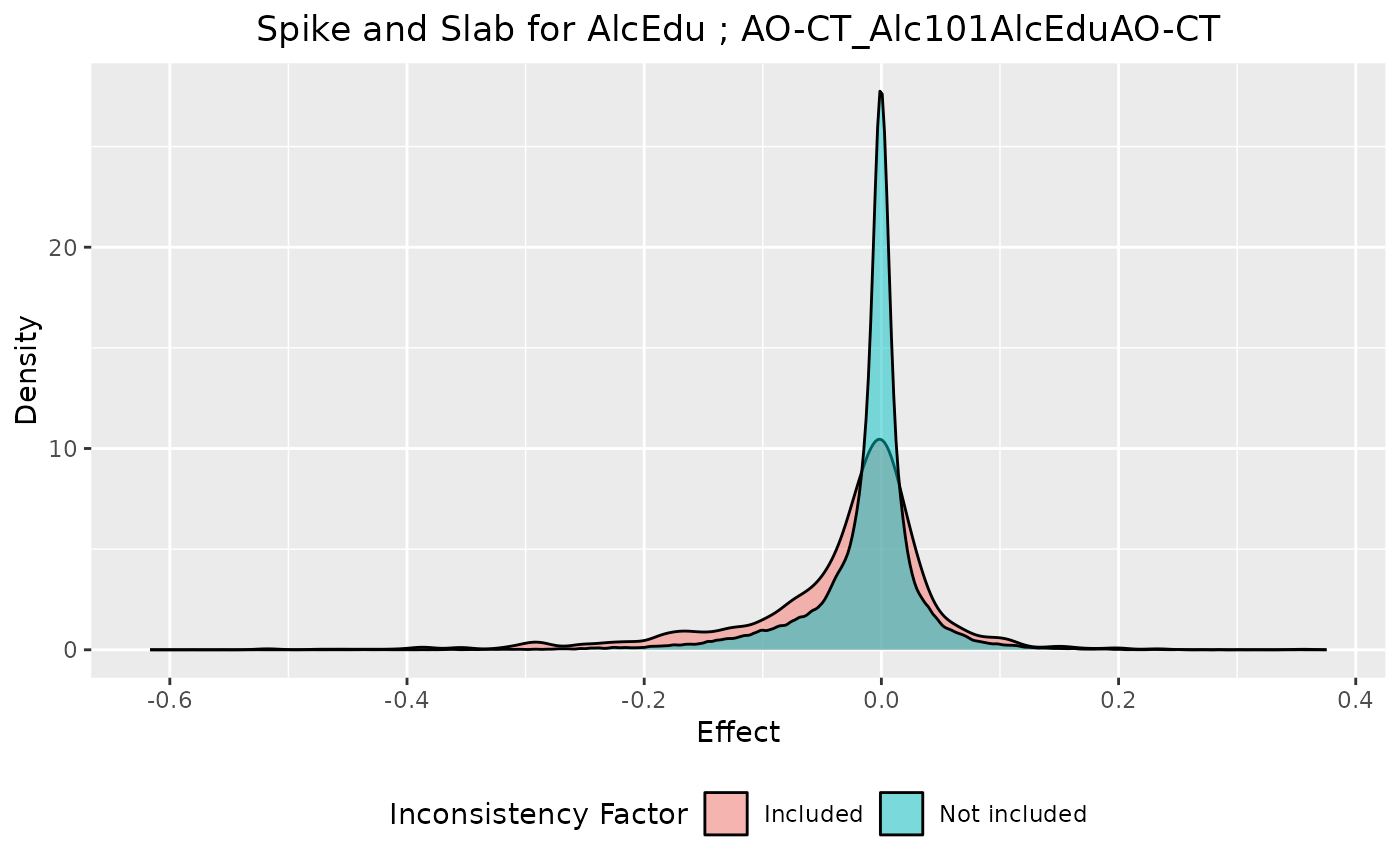 Spike and Slab for AlcEdu ; AO-CT_Alc101AlcEduAO-CT
Density
20
10
0
-0.6
-0.4
-0.2
0.0
0.2
0.4
Effect
Inconsistency Factor
Included
Not included